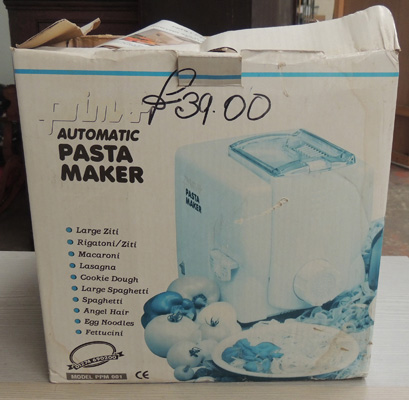 £39.00
AUTOMATIC
PASTA
MAKER
PASTA
MAKER
Large Ziti
Rigatoni/Ziti
Macaroni
Lasagna
Cookie Dough
Large Spaghetti
Spaghetti
Angel Hair
Egg Noodles
Fettucini
MODEL PPM 601 CE